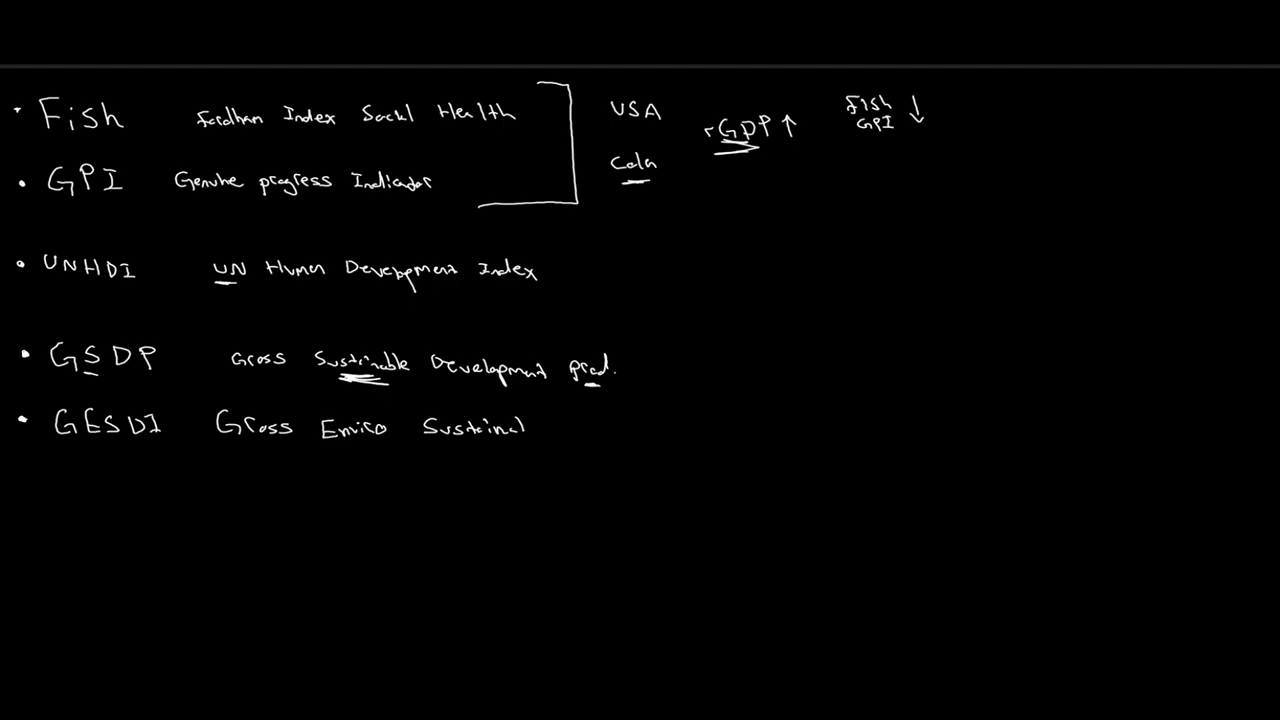 • Fish Fordham Index Social Health
• GPI Genuine progress Indicator
USA
rGDP ↑
Fish ↓
GPI
• UNHDI UN Human Development Index
• GSDP Gross Sustainable Development prod.
• GESDI Gross Enviro Sustainal